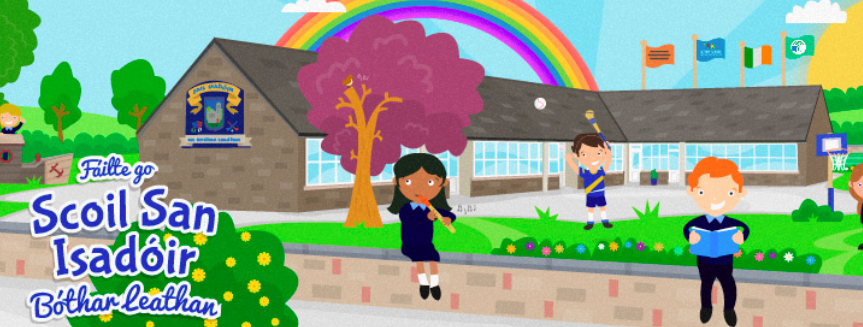 Fáilte go
Scoil San
Isadóir
Bóthar Leathan